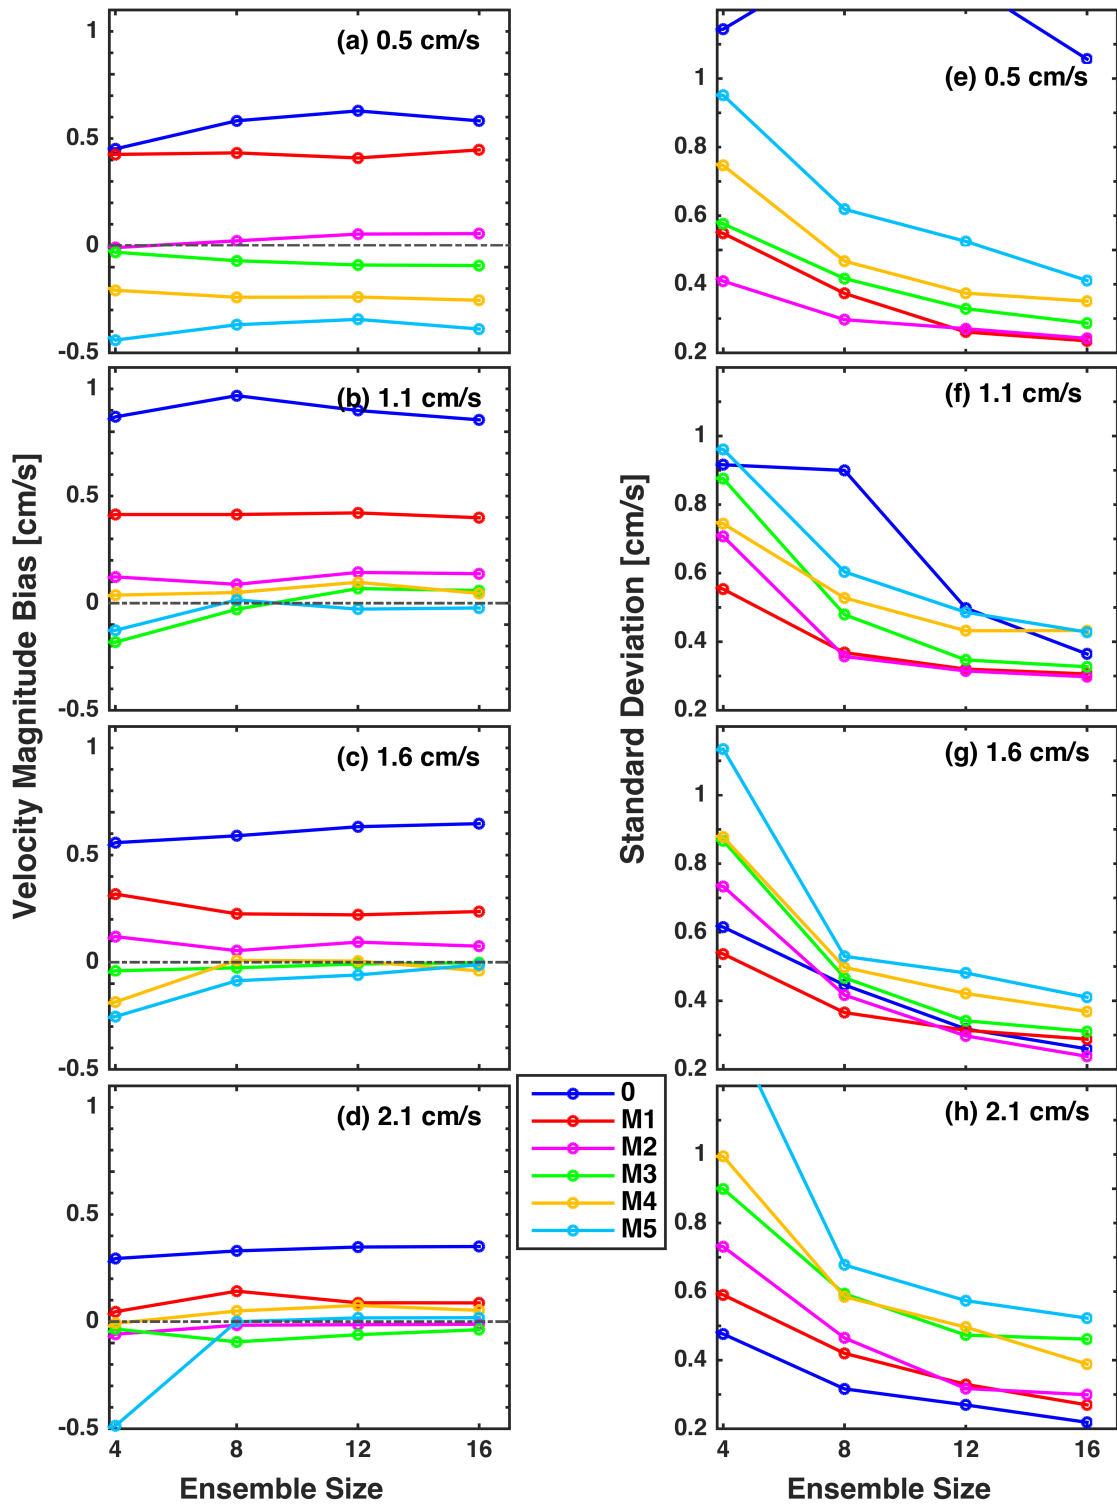 Velocity Magnitude Bias [cm/s]
(a) 0.5 cm/s
1
0.5
0
-0.5
(b) 1.1 cm/s
1
0.5
0
-0.5
(c) 1.6 cm/s
1
0.5
0
-0.5
(d) 2.1 cm/s
1
0.5
0
-0.5
4 8 12 16
Ensemble Size
0
M1
M2
M3
M4
M5
Standard Deviation [cm/s]
(e) 0.5 cm/s
1
0.8
0.6
0.4
0.2
(f) 1.1 cm/s
1
0.8
0.6
0.4
0.2
(g) 1.6 cm/s
1
0.8
0.6
0.4
0.2
(h) 2.1 cm/s
1
0.8
0.6
0.4
0.2
4 8 12 16
Ensemble Size